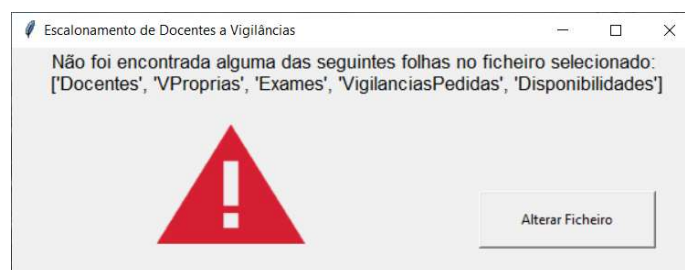 Escalonamento de Docentes a Vigilâncias
Não foi encontrada alguma das seguintes folhas no ficheiro selecionado:
['Docentes', 'VProprias', 'Exames', 'VigilanciasPedidas', 'Disponibilidades']
Alterar Ficheiro